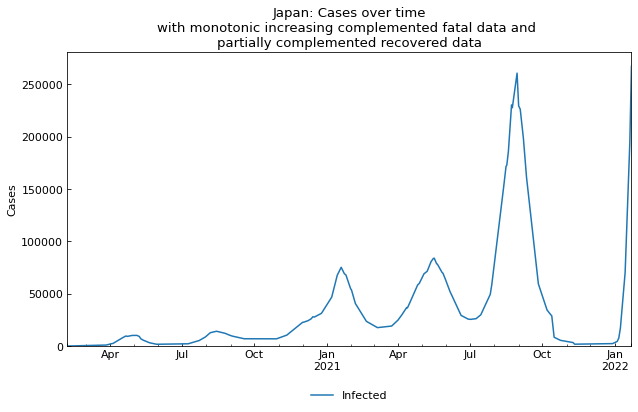 Japan: Cases over time
with monotonic increasing complemented fatal data and
partially complemented recovered data
250000
200000
150000
100000
50000
0
Cases
Apr Jul Oct Jan Apr Jul Oct Jan
2021 2022
Infected